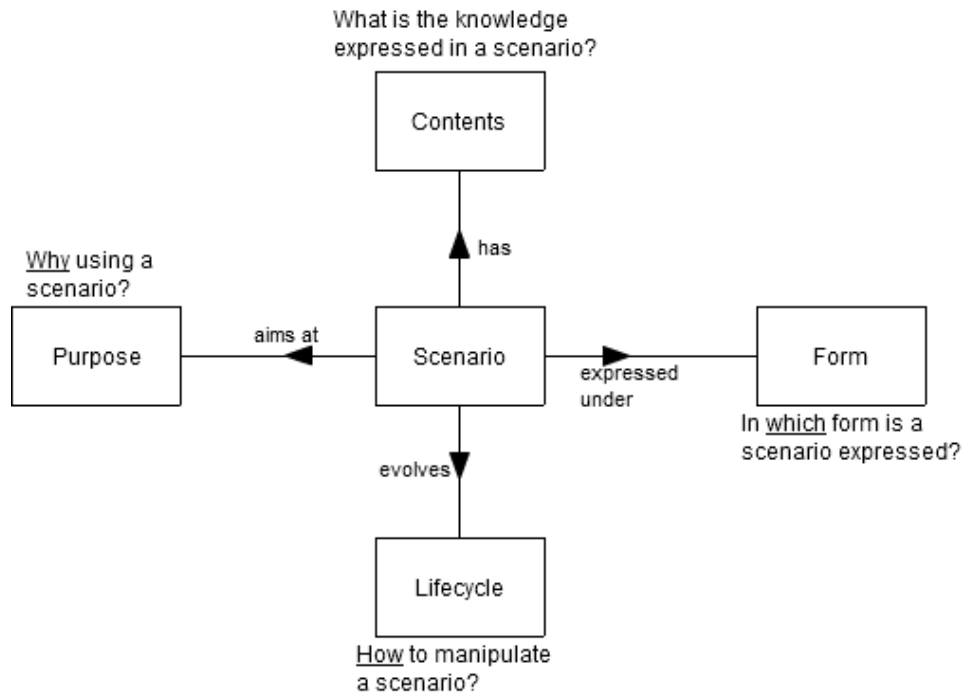 What is the knowledge
expressed in a scenario?
Contents
has
Why using a
scenario?
Purpose
aims at
Scenario
expressed
under
Form
In which form is a
scenario expressed?
evolves
Lifecycle
How to manipulate
a scenario?